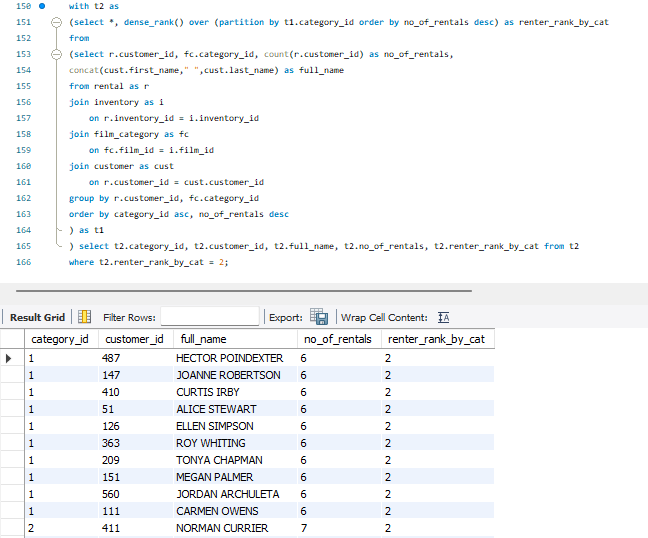 150 with t2 as
151 (select *, dense_rank() over (partition by t1.category_id order by no_of_rentals desc) as renter_rank_by_cat
152 from
153 (select r.customer_id, fc.category_id, count(r.customer_id) as no_of_rentals,
154 concat(cust.first_name," ",cust.last_name) as full_name
155 from rental as r
156 join inventory as i
157 on r.inventory_id = i.inventory_id
158 join film_category as fc
159 on fc.film_id = i.film_id
160 join customer as cust
161 on r.customer_id = cust.customer_id
162 group by r.customer_id, fc.category_id
163 order by category_id asc, no_of_rentals desc
164 ) as t1
165 ) select t2.category_id, t2.customer_id, t2.full_name, t2.no_of_rentals, t2.renter_rank_by_cat from t2
166 where t2.renter_rank_by_cat = 2;
Result Grid Filter Rows: Export: Wrap Cell Content:
category_id customer_id full_name no_of_rentals renter_rank_by_cat
1 487 HECTOR POINDEXTER 6 2
1 147 JOANNE ROBERTSON 6 2
1 410 CURTIS IRBY 6 2
1 51 ALICE STEWART 6 2
1 126 ELLEN SIMPSON 6 2
1 363 ROY WHITING 6 2
1 209 TONYA CHAPMAN 6 2
1 151 MEGAN PALMER 6 2
1 560 JORDAN ARCHULETA 6 2
1 111 CARMEN OWENS 6 2
2 411 NORMAN CURRIER 7 2